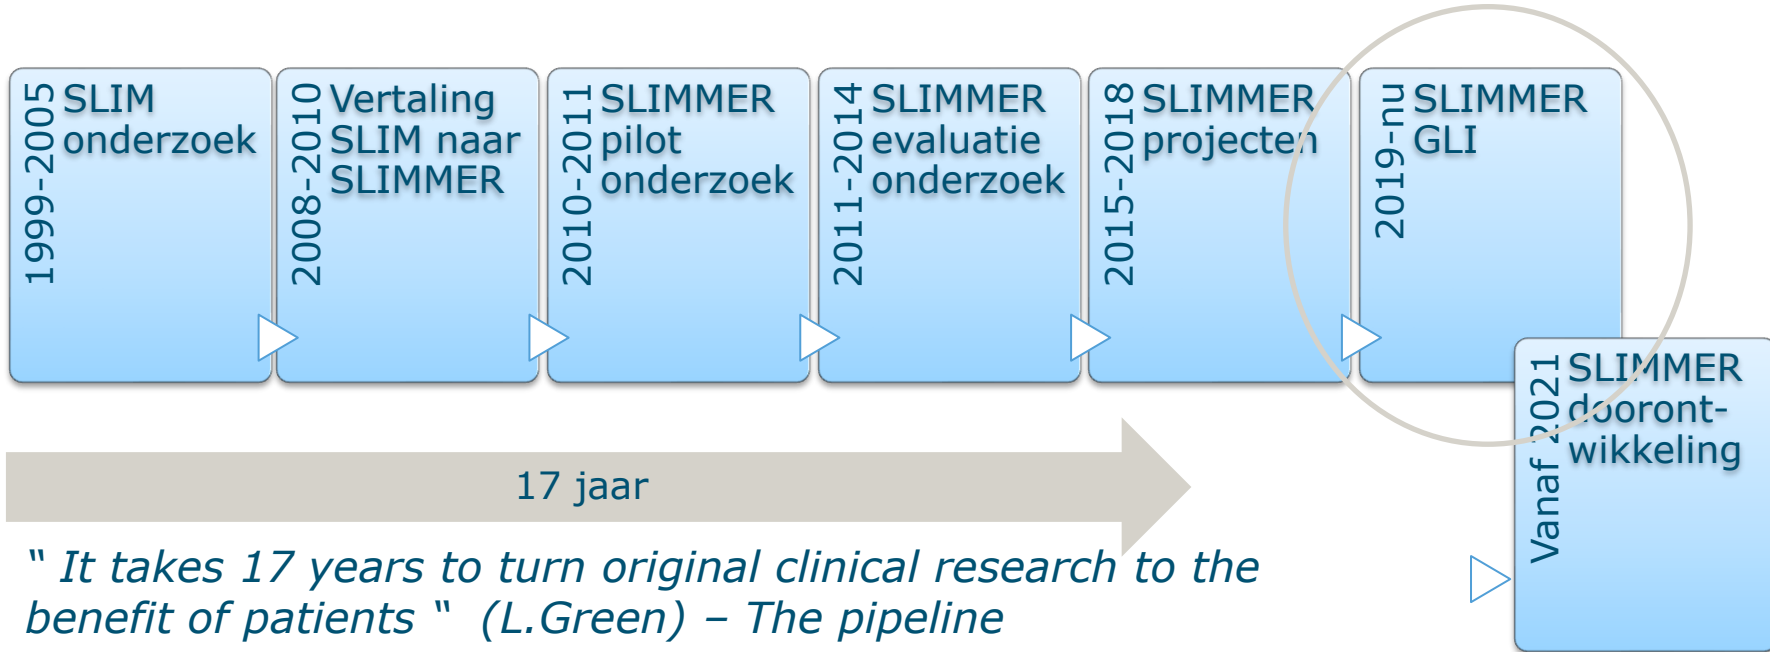 1999-2005
SLIM
onderzoek
2008-2010
Vertaling
SLIM naar
SLIMMER
2010-2011
SLIMMER
pilot
onderzoek
2011-2014
SLIMMER
evaluatie
onderzoek
2015-2018
SLIMMER
projecten
2019-nu
SLIMMER
GLI
Vanaf 2021
SLIMMER
dooront-
wikkeling
17 jaar
“ It takes 17 years to turn original clinical research to the
benefit of patients “ (L.Green) – The pipeline